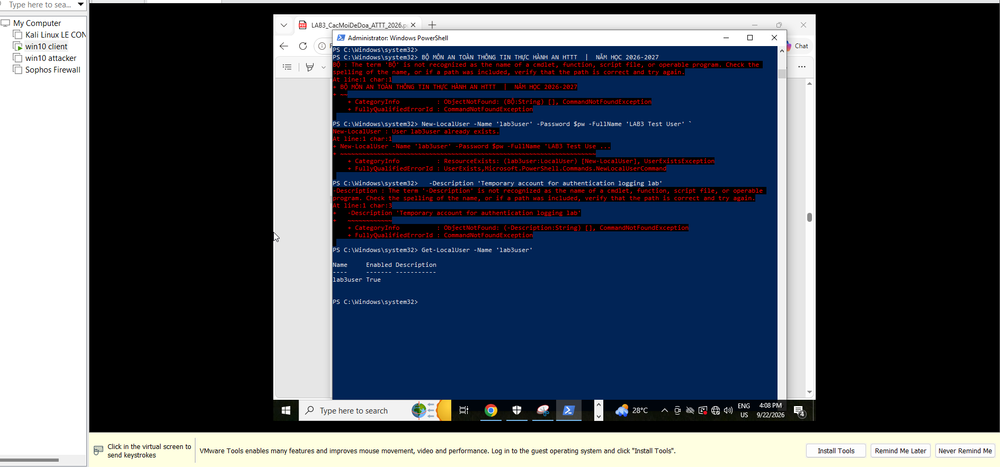 Type here to sea...
My Computer
Kali Linux LE CON
win10 client
win10 attacker
Sophos Firewall
LAB3_CacMoiDeDoa_ATTT_2026.p
Chat
Administrator: Windows PowerShell
PS C:\Windows\system32>
PS C:\Windows\system32> BỘ MÔN AN TOÀN THÔNG TIN THỰC HÀNH AN HTTT  |  NĂM HỌC 2026-2027
BỘ : The term 'BỘ' is not recognized as the name of a cmdlet, function, script file, or operable program. Check the
spelling of the name, or if a path was included, verify that the path is correct and try again.
At line:1 char:1
+ BỘ MÔN AN TOÀN THÔNG TIN THỰC HÀNH AN HTTT  |  NĂM HỌC 2026-2027
+ ~~
    + CategoryInfo          : ObjectNotFound: (BỘ:String) [], CommandNotFoundException
    + FullyQualifiedErrorId : CommandNotFoundException
PS C:\Windows\system32> New-LocalUser -Name 'lab3user' -Password $pw -FullName 'LAB3 Test User' `
New-LocalUser : User lab3user already exists.
At line:1 char:1
+ New-LocalUser -Name 'lab3user' -Password $pw -FullName 'LAB3 Test Use ...
+ ~~~~~~~~~~~~~~~~~~~~~~~~~~~~~~~~~~~~~~~~~~~~~~~~~~~~~~~~~~~~~~~~~~~~~
    + CategoryInfo          : ResourceExists: (lab3user:LocalUser) [New-LocalUser], UserExistsException
    + FullyQualifiedErrorId : UserExists,Microsoft.PowerShell.Commands.NewLocalUserCommand
PS C:\Windows\system32>   -Description 'Temporary account for authentication logging lab'
-Description : The term '-Description' is not recognized as the name of a cmdlet, function, script file, or operable
program. Check the spelling of the name, or if a path was included, verify that the path is correct and try again.
At line:1 char:3
+   -Description 'Temporary account for authentication logging lab'
+   ~~~~~~~~~~~~
    + CategoryInfo          : ObjectNotFound: (-Description:String) [], CommandNotFoundException
    + FullyQualifiedErrorId : CommandNotFoundException
PS C:\Windows\system32> Get-LocalUser -Name 'lab3user'
Name     Enabled Description
----     ------- -----------
lab3user True
PS C:\Windows\system32>
Type here to search
28°C
ENG
US
4:08 PM
9/22/2026
4
Click in the virtual screen to
send keystrokes
VMware Tools enables many features and improves mouse movement, video and performance. Log in to the guest operating system and click "Install Tools".
Install Tools
Remind Me Later
Never Remind Me